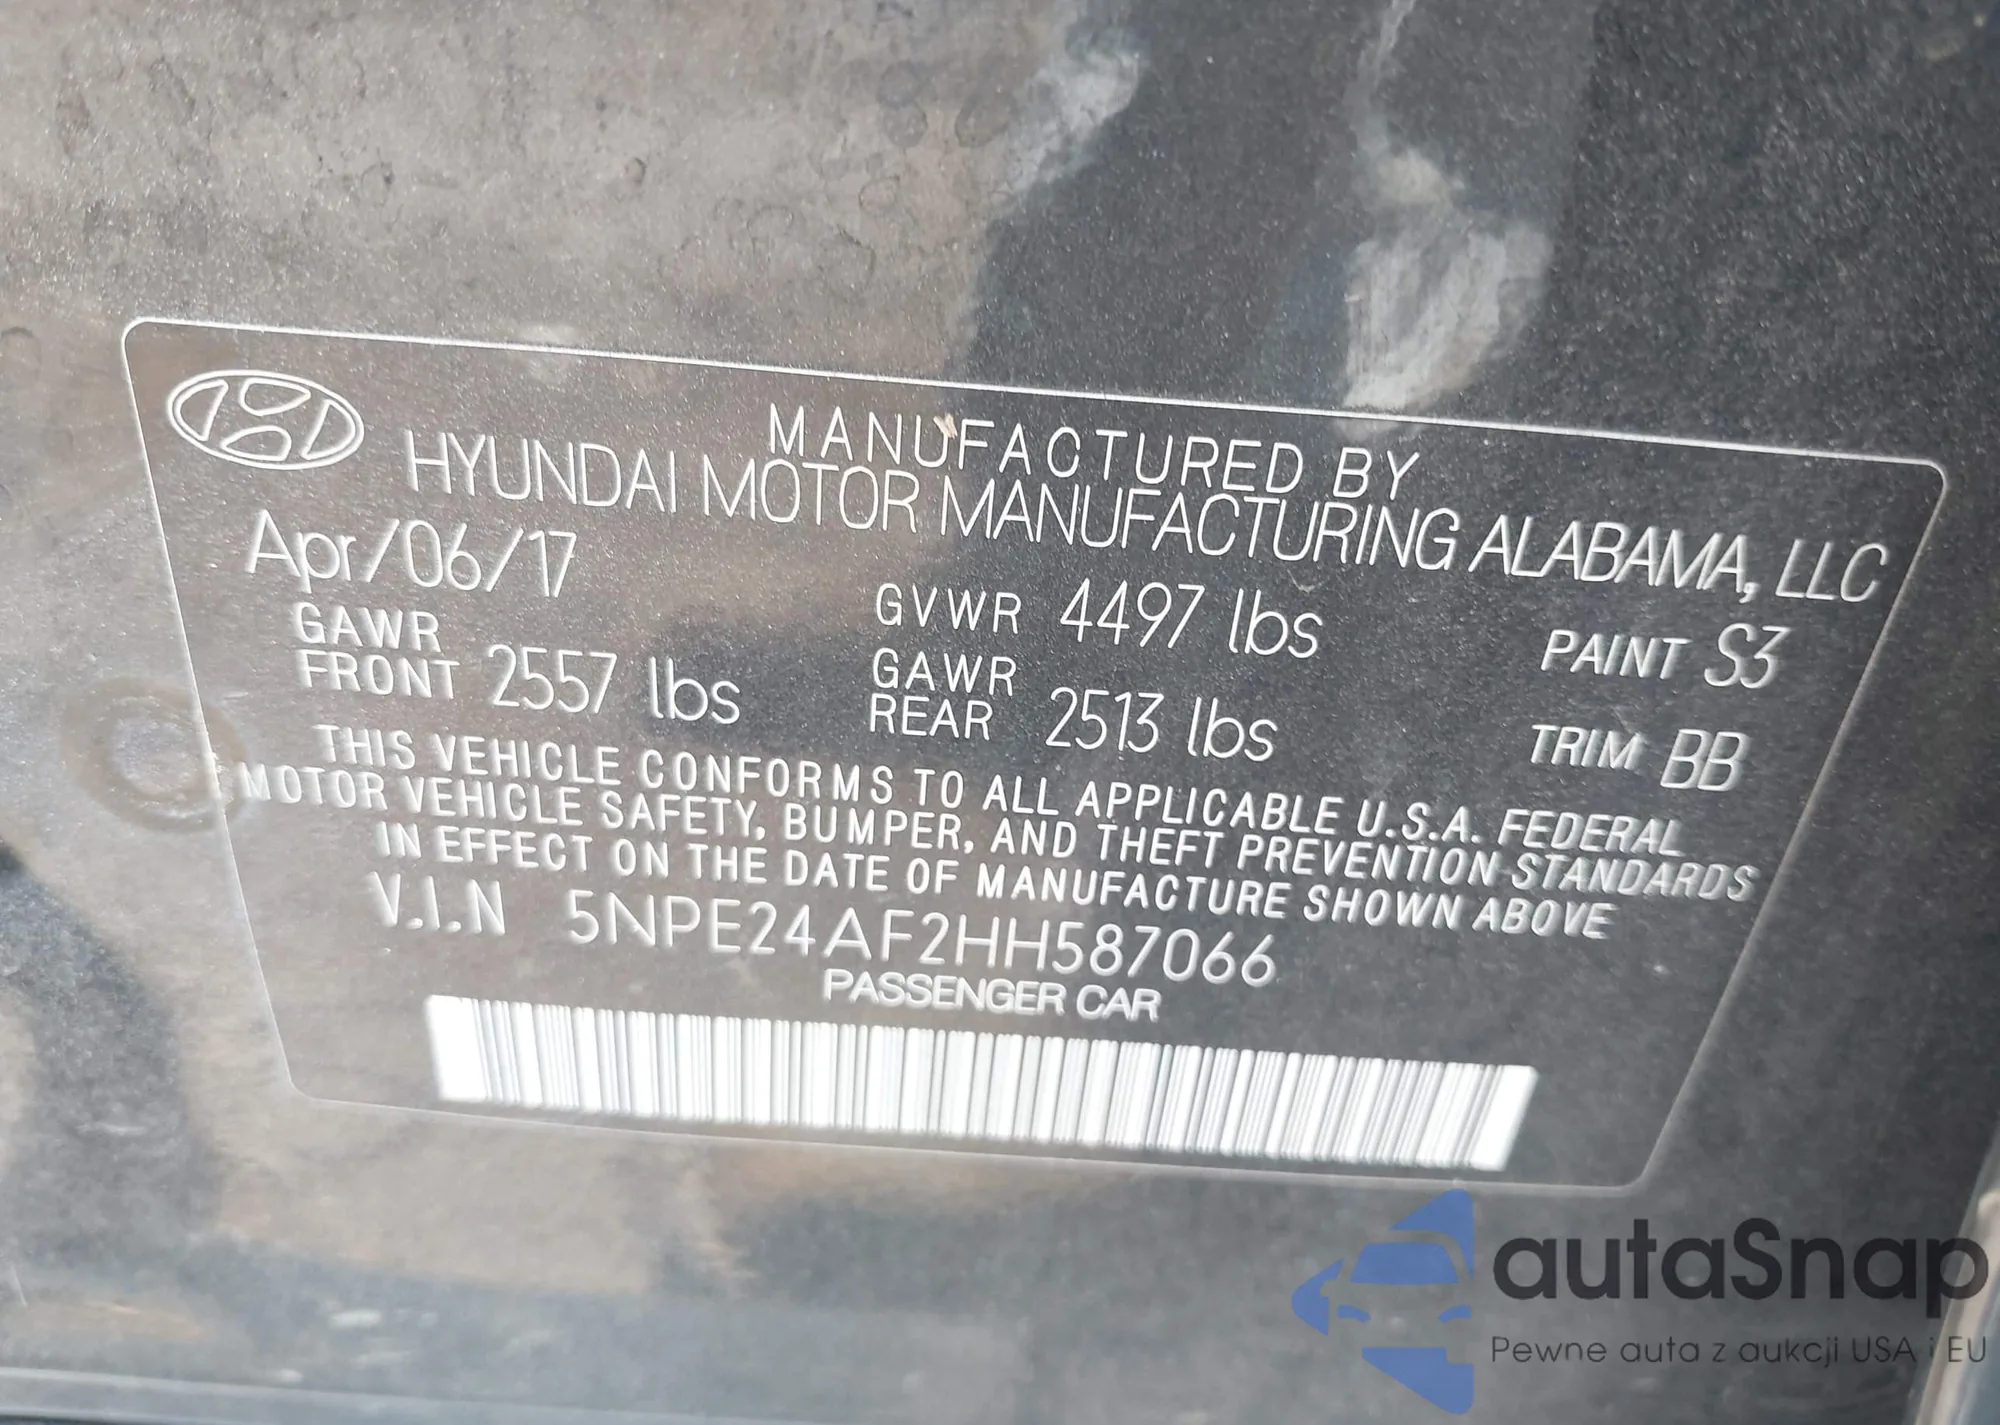 MANUFACTURED BY
HYUNDAI MOTOR MANUFACTURING ALABAMA, LLC
Apr/06/17
GVWR 4497 lbs
PAINT S3
GAWR FRONT 2557 lbs
GAWR REAR 2513 lbs
TRIM BB
THIS VEHICLE CONFORMS TO ALL APPLICABLE U.S.A. FEDERAL
MOTOR VEHICLE SAFETY, BUMPER, AND THEFT PREVENTION STANDARDS
IN EFFECT ON THE DATE OF MANUFACTURE SHOWN ABOVE
V.I.N 5NPE24AF2HH587066
PASSENGER CAR
autaSnap
Pewne auta z aukcji USA i EU